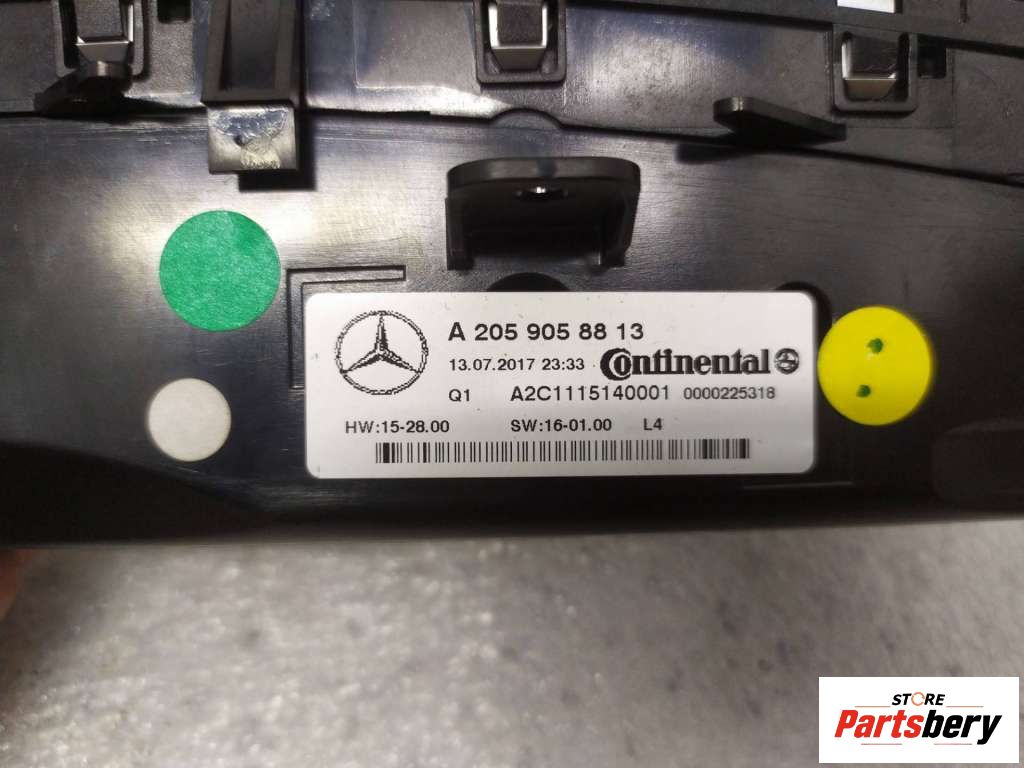 A 205 905 88 13
13.07.2017 23:33 Continental
Q1 A2C1115140001 0000225318
HW:15-28.00 SW:16-01.00 L4
STORE
Partsbery